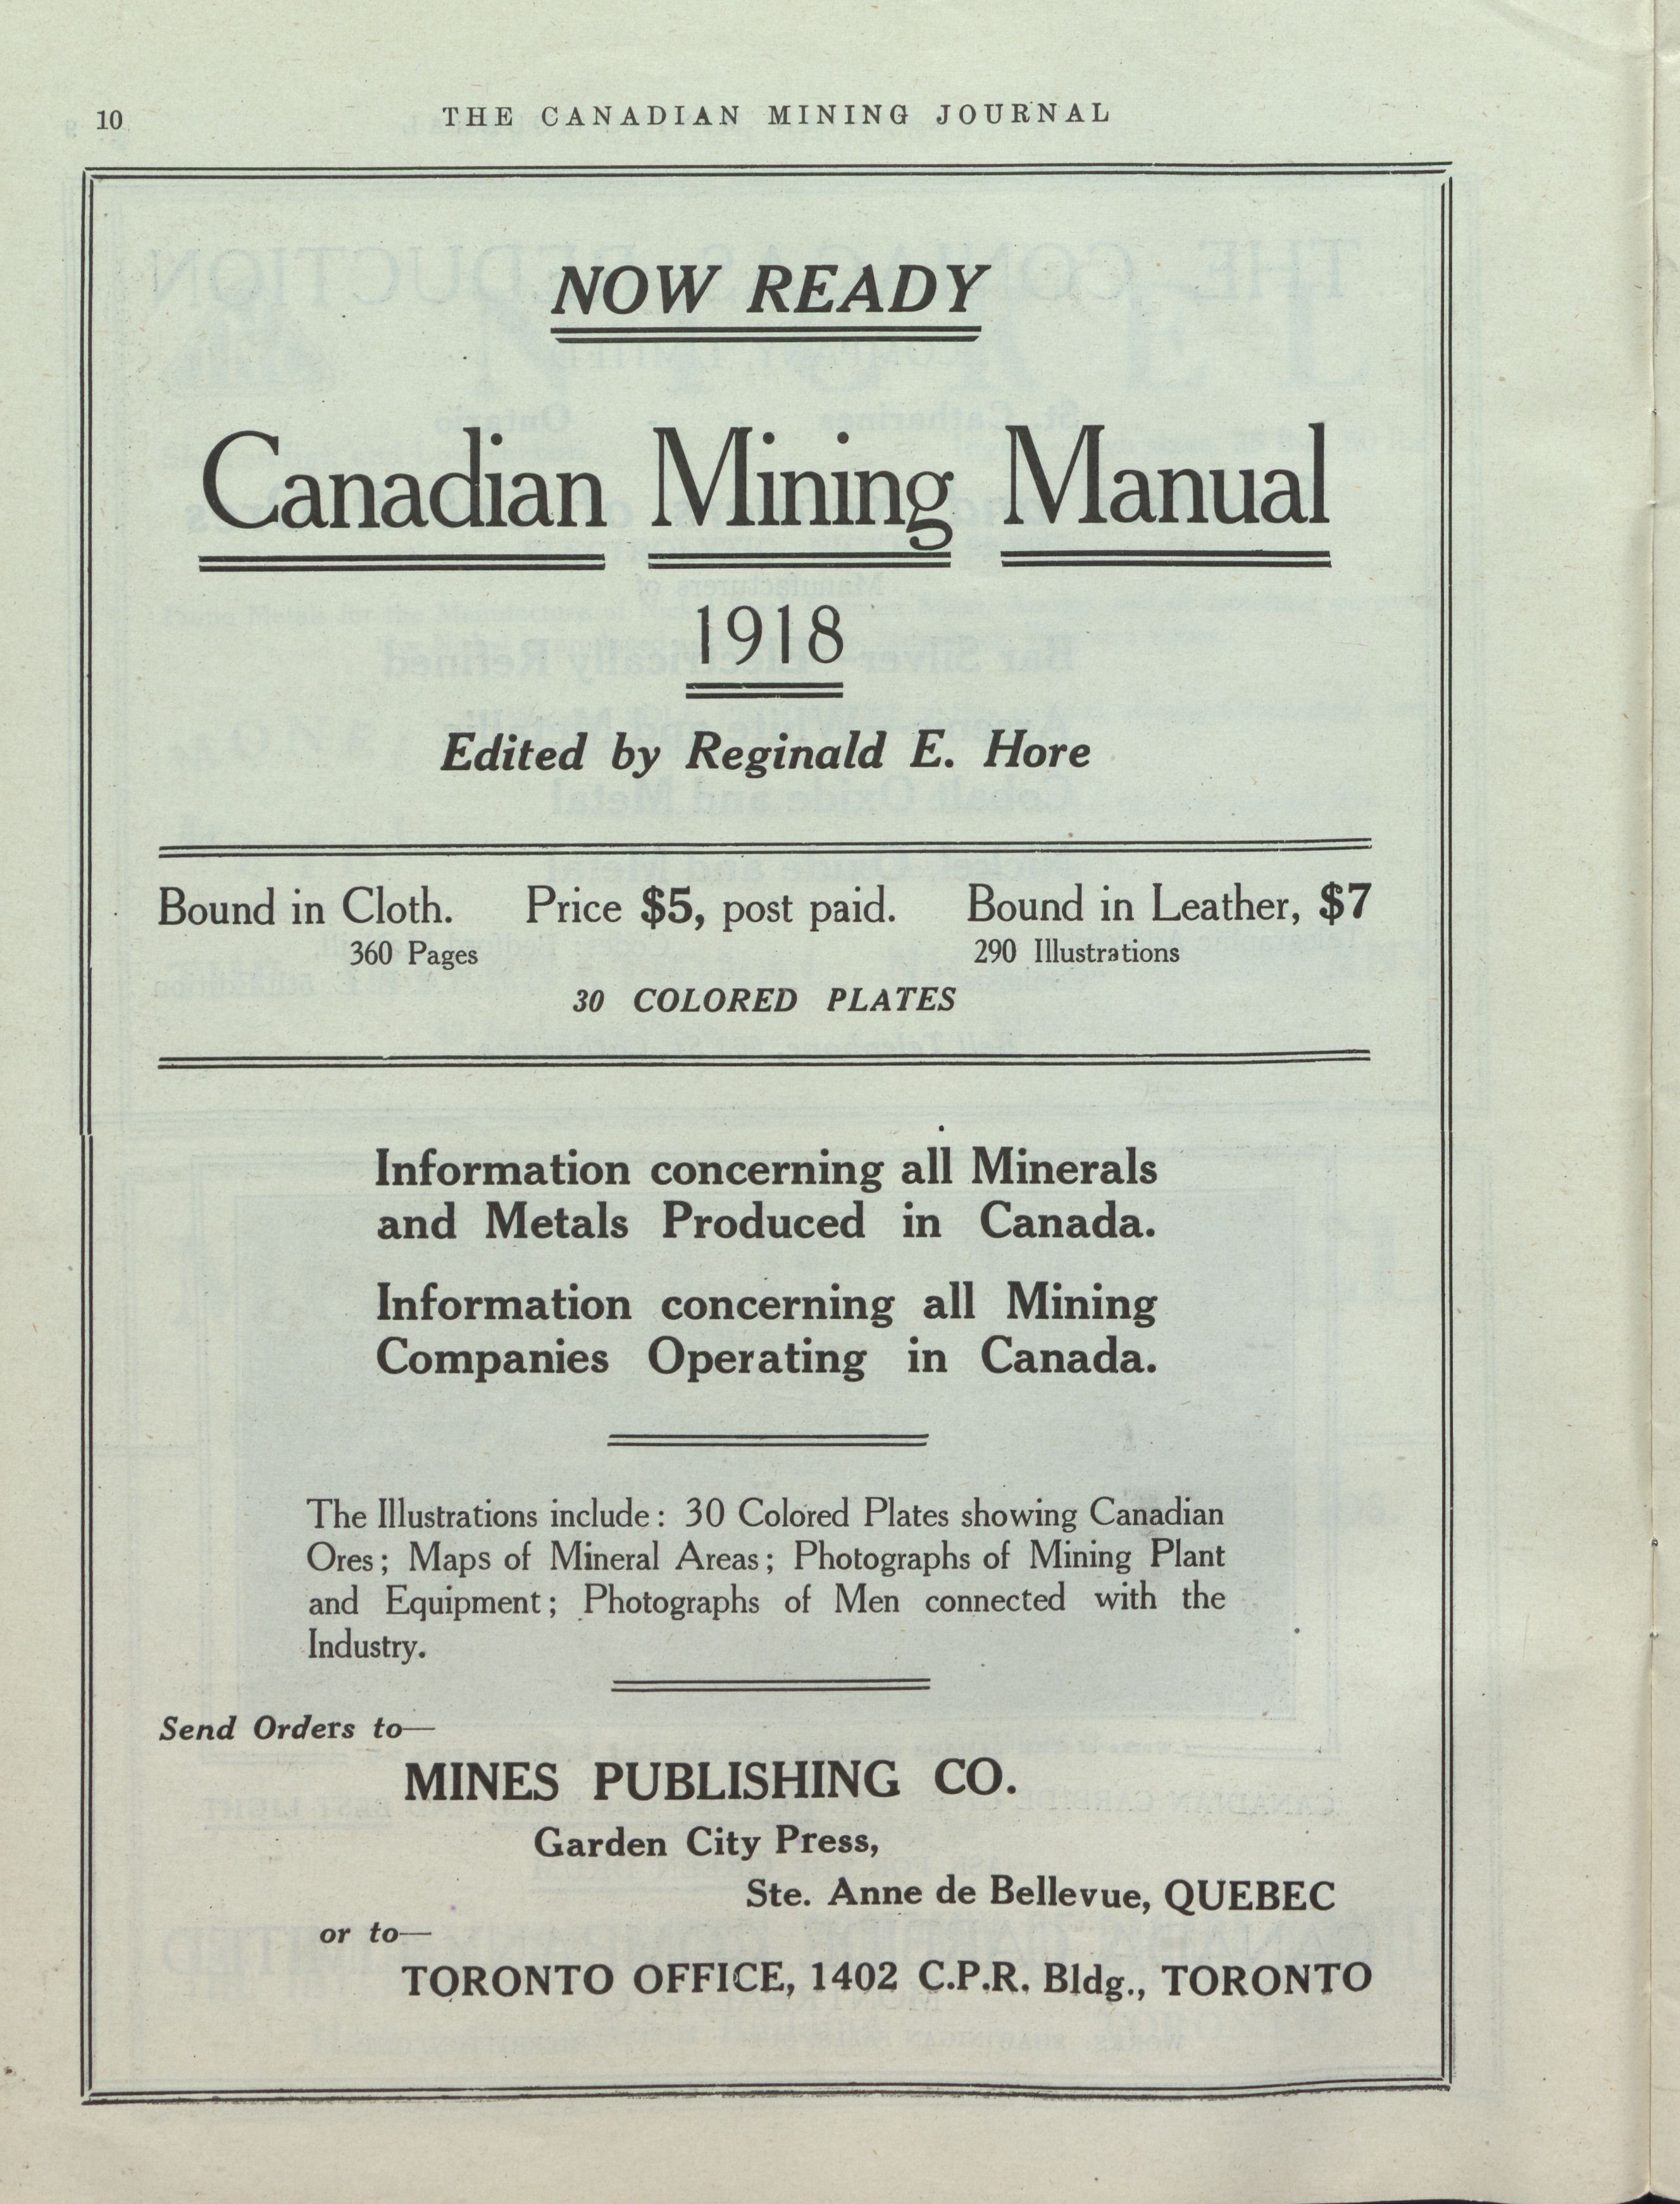 10
THE CANADIAN MINING JOURNAL
NOW READY
Canadian Mining Manual
1918
Edited by Reginald E. Hore
Bound in Cloth. Price $5, post paid. Bound in Leather, $7
360 Pages 290 Illustrations
30 COLORED PLATES
Information concerning all Minerals
and Metals Produced in Canada.
Information concerning all Mining
Companies Operating in Canada.
The Illustrations include: 30 Colored Plates showing Canadian
Ores; Maps of Mineral Areas; Photographs of Mining Plant
and Equipment; Photographs of Men connected with the
Industry.
Send Orders to—
MINES PUBLISHING CO.
Garden City Press,
Ste. Anne de Bellevue, QUEBEC
or to—
TORONTO OFFICE, 1402 C.P.R. Bldg., TORONTO